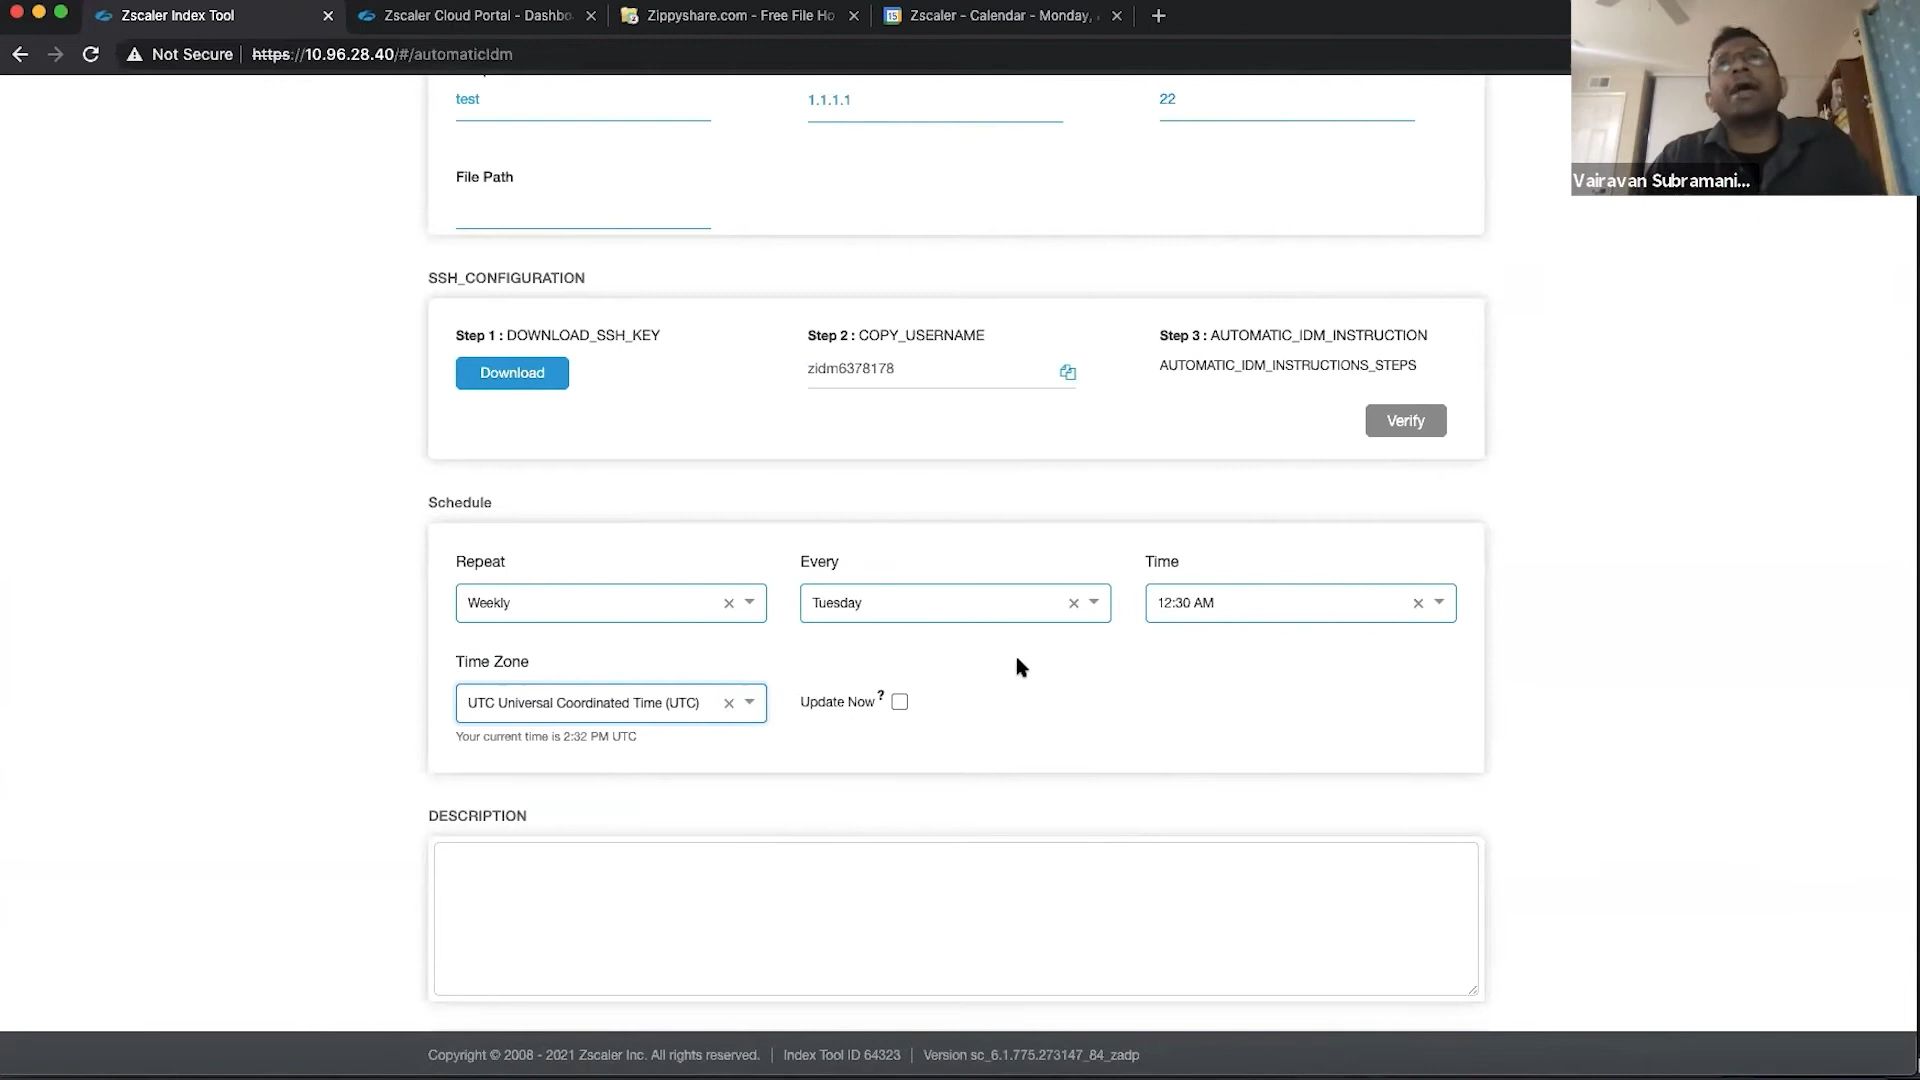 Zscaler Index Tool
Zscaler Cloud Portal - Dashbo
Zippyshare.com - Free File Ho
Zscaler - Calendar - Monday,
Not Secure
https://10.96.28.40/#/automaticIdm
Vairavan Subramani...
test
1.1.1.1
22
File Path
SSH_CONFIGURATION
Step 1 : DOWNLOAD_SSH_KEY
Step 2 : COPY_USERNAME
Step 3 : AUTOMATIC_IDM_INSTRUCTION
Download
zidm6378178
AUTOMATIC_IDM_INSTRUCTIONS_STEPS
Verify
Schedule
Repeat
Every
Time
Weekly
Tuesday
12:30 AM
Time Zone
UTC Universal Coordinated Time (UTC)
Update Now ?
Your current time is 2:32 PM UTC
DESCRIPTION
Copyright © 2008 - 2021 Zscaler Inc. All rights reserved. | Index Tool ID 64323 | Version sc_6.1.775.273147_84_zadp